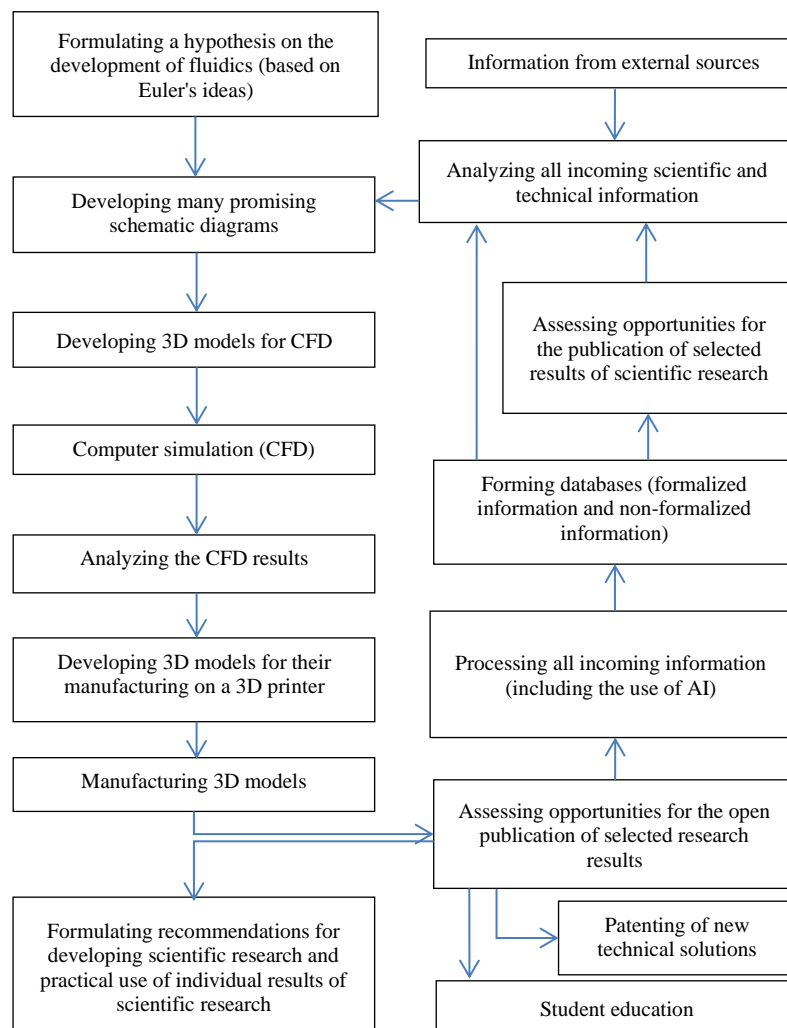 Formulating a hypothesis on the
development of fluidics (based on
Euler's ideas)
Developing many promising
schematic diagrams
Developing 3D models for CFD
Computer simulation (CFD)
Analyzing the CFD results
Developing 3D models for their
manufacturing on a 3D printer
Manufacturing 3D models
Formulating recommendations for
developing scientific research and
practical use of individual results of
scientific research
Information from external sources
Analyzing all incoming scientific and
technical information
Assessing opportunities for
the publication of selected
results of scientific research
Forming databases (formalized
information and non-formalized
information)
Processing all incoming information
(including the use of AI)
Assessing opportunities for the open
publication of selected research
results
Patenting of new
technical solutions
Student education